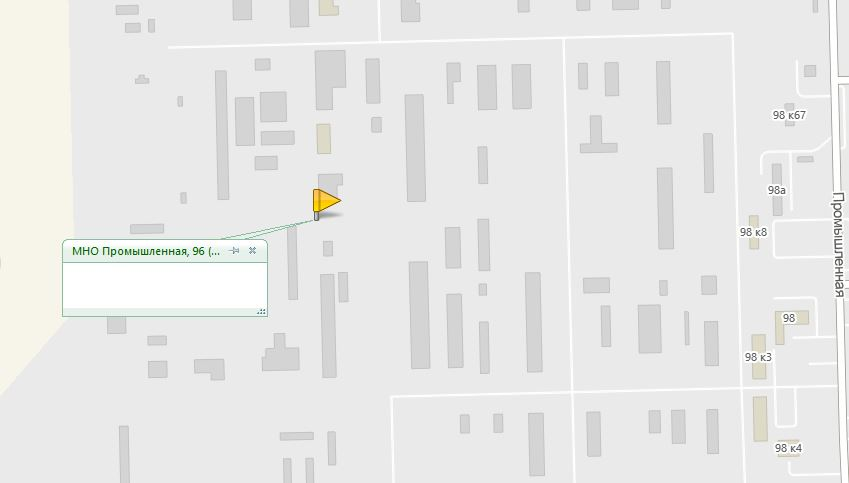 98 к67
98а
Промышленная
98 к8
МНО Промышленная, 96 (...
98
98 к3
98 к4